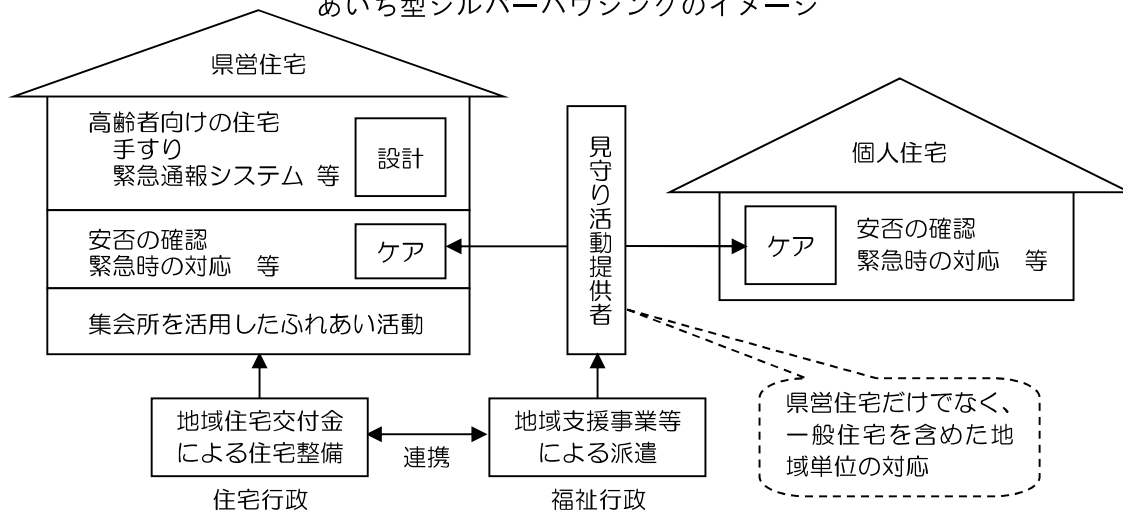 あいち型シルバーハウジングのイメージ
県営住宅
高齢者向けの住宅
手すり
緊急通報システム 等
設計
安否の確認
緊急時の対応 等
ケア
集会所を活用したふれあい活動
見守り活動提供者
個人住宅
ケア
安否の確認
緊急時の対応 等
地域住宅交付金
による住宅整備
住宅行政
連携
地域支援事業等
による派遣
福祉行政
県営住宅だけでなく、
一般住宅を含めた地
域単位の対応